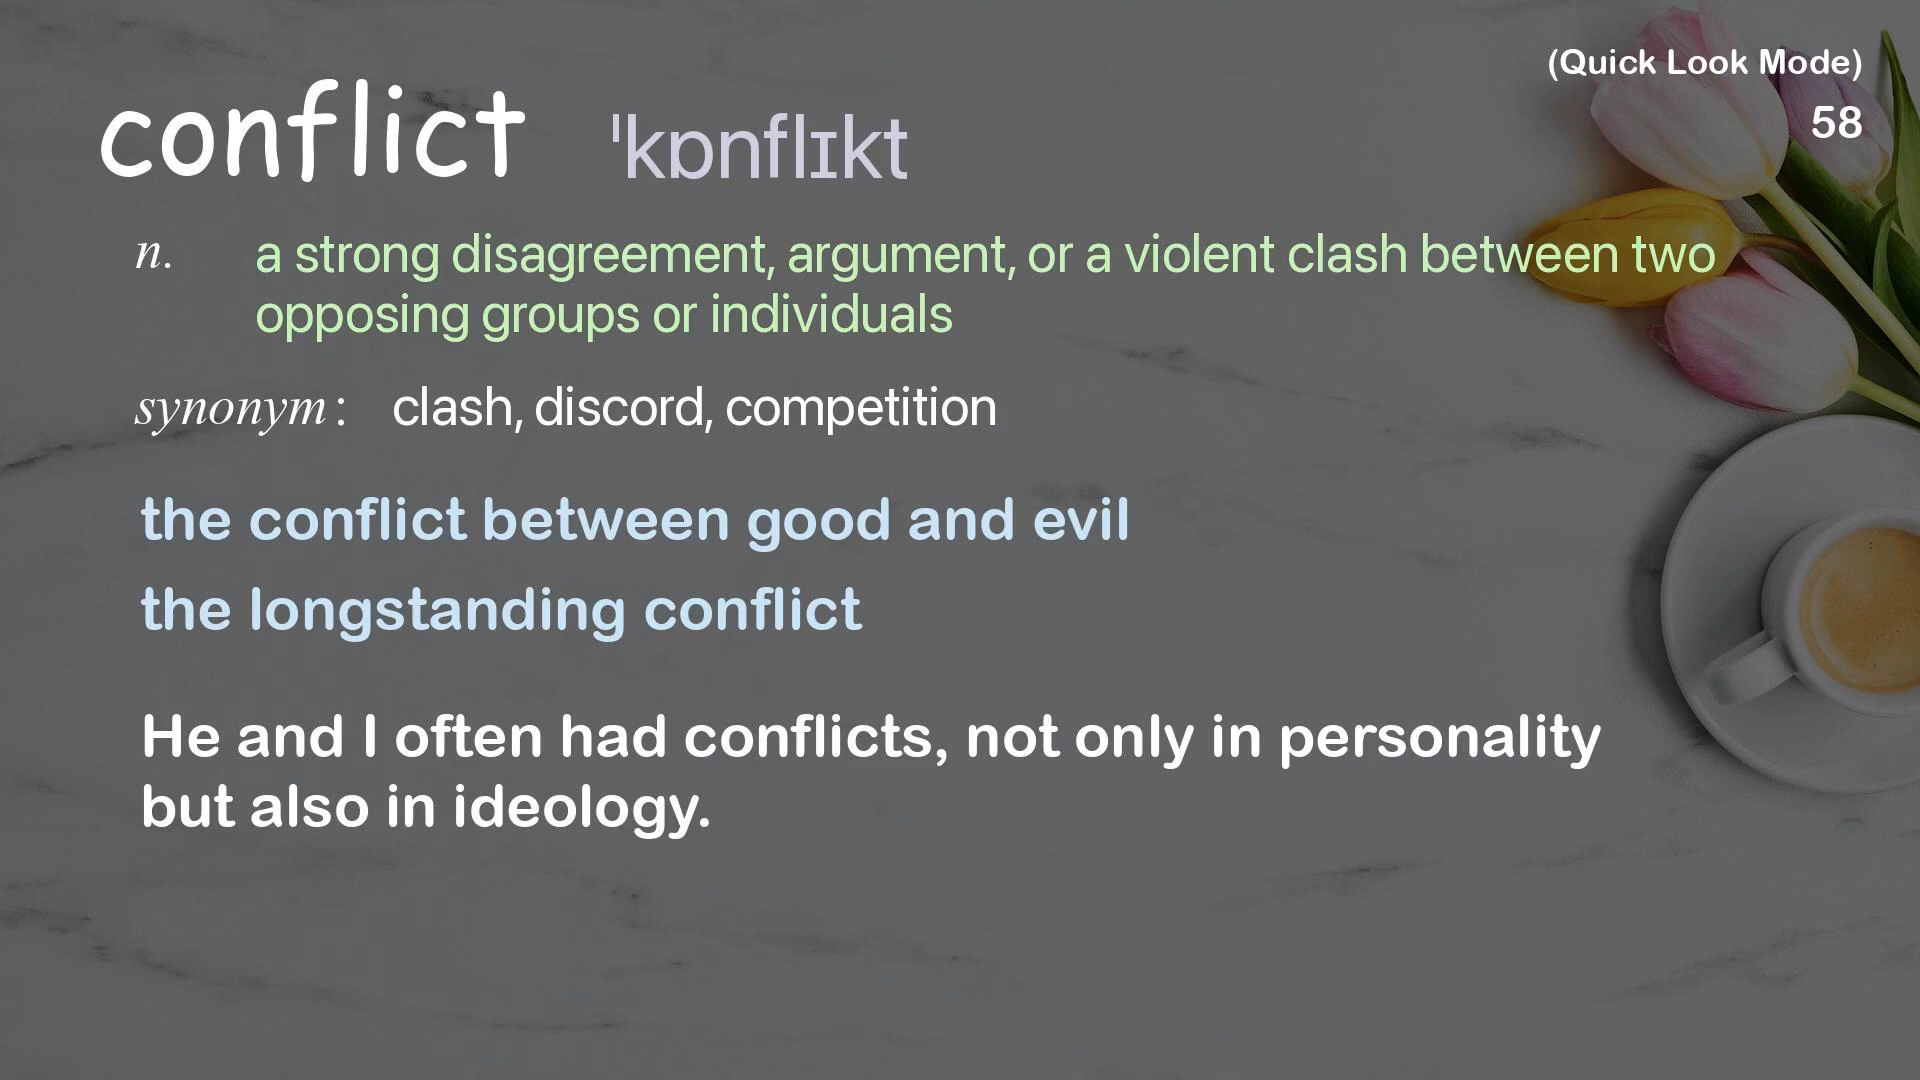 (Quick Look Mode)
58
conflict ˈkɒnflɪkt
n. a strong disagreement, argument, or a violent clash between two
opposing groups or individuals
synonym: clash, discord, competition
the conflict between good and evil
the longstanding conflict
He and I often had conflicts, not only in personality
but also in ideology.